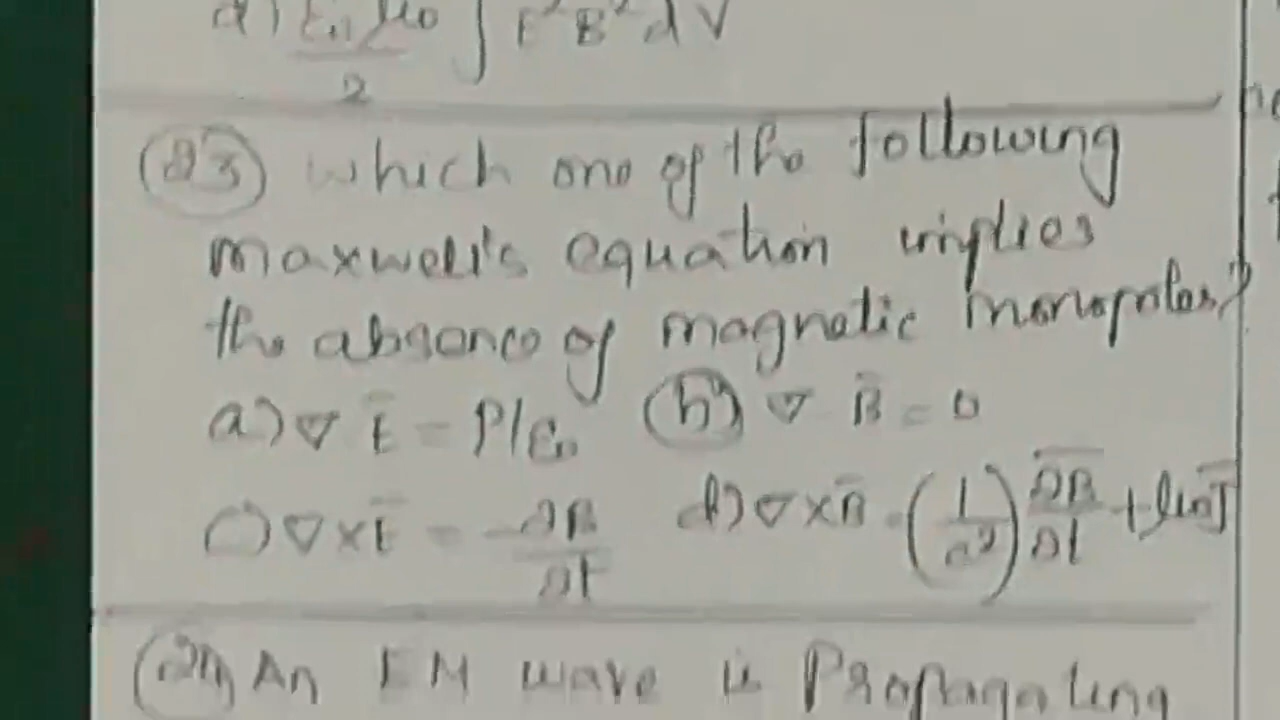 d) ε₀μ₀/2 ∫ E²B² dV
(23) which one of the following
maxwell's equation implies
the absence of magnetic monopoles?
a) ∇ Ē = ρ/ε₀ (b) ∇ B̄ = 0
c) ∇×Ē = -∂B/∂t d) ∇×B̄ = (1/c²) ∂B/∂t + μ₀J̄
(24) An EM wave is Propagating